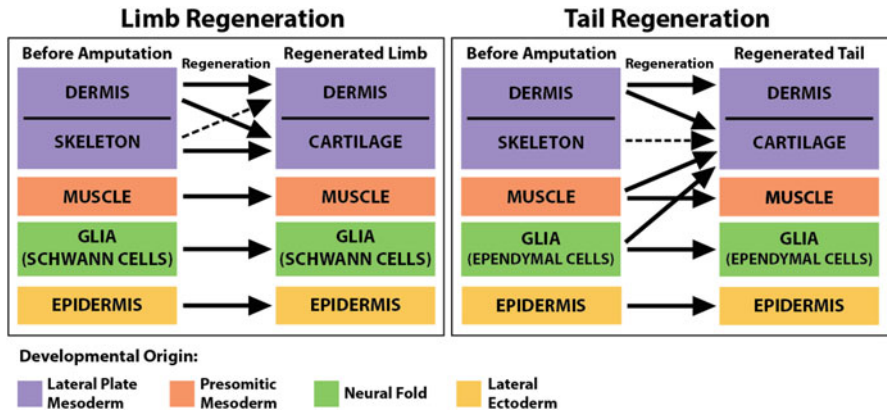 Limb Regeneration
Before Amputation
Regeneration
Regenerated Limb
DERMIS
DERMIS
SKELETON
CARTILAGE
MUSCLE
MUSCLE
GLIA
(SCHWANN CELLS)
GLIA
(SCHWANN CELLS)
EPIDERMIS
EPIDERMIS
Tail Regeneration
Before Amputation
Regeneration
Regenerated Tail
DERMIS
DERMIS
SKELETON
CARTILAGE
MUSCLE
MUSCLE
GLIA
(EPENDYMAL CELLS)
GLIA
(EPENDYMAL CELLS)
EPIDERMIS
EPIDERMIS
Developmental Origin:
Lateral Plate
Mesoderm
Presomitic
Mesoderm
Neural Fold
Lateral
Ectoderm